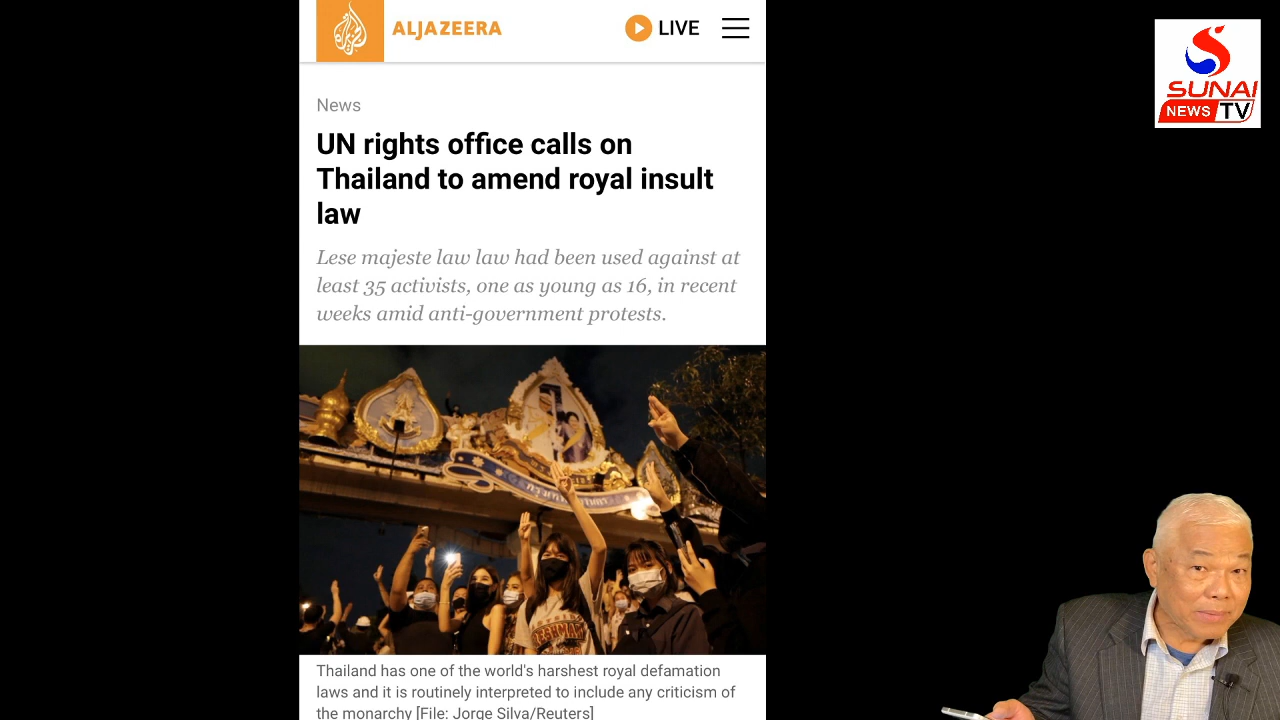 ALJAZEERA
LIVE
SUNAI
NEWS TV
News
UN rights office calls on
Thailand to amend royal insult
law
Lese majeste law law had been used against at
least 35 activists, one as young as 16, in recent
weeks amid anti-government protests.
Thailand has one of the world's harshest royal defamation
laws and it is routinely interpreted to include any criticism of
the monarchy [File: Jorge Silva/Reuters]